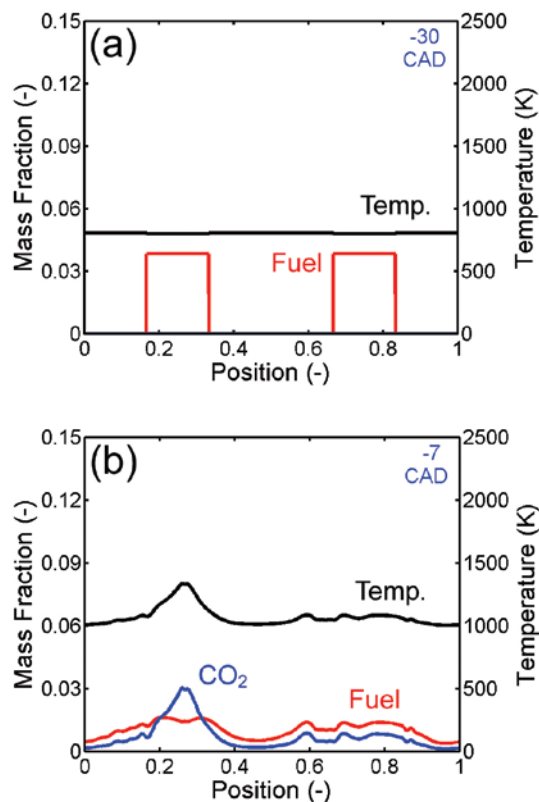 (a)
-30
CAD
0.15
0.12
0.09
0.06
0.03
0
Mass Fraction (-)
2500
2000
1500
1000
500
0
Temperature (K)
Temp.
Fuel
0 0.2 0.4 0.6 0.8 1
Position (-)
(b)
-7
CAD
0.15
0.12
0.09
0.06
0.03
0
Mass Fraction (-)
2500
2000
1500
1000
500
0
Temperature (K)
Temp.
CO2
Fuel
0 0.2 0.4 0.6 0.8 1
Position (-)